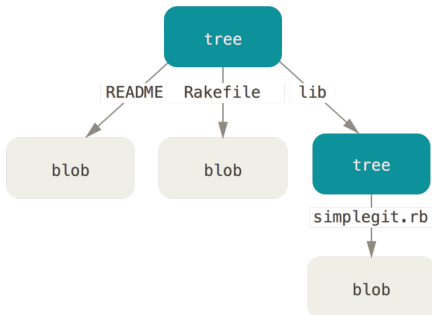 tree
README Rakefile lib
blob blob tree
simplegit.rb
blob